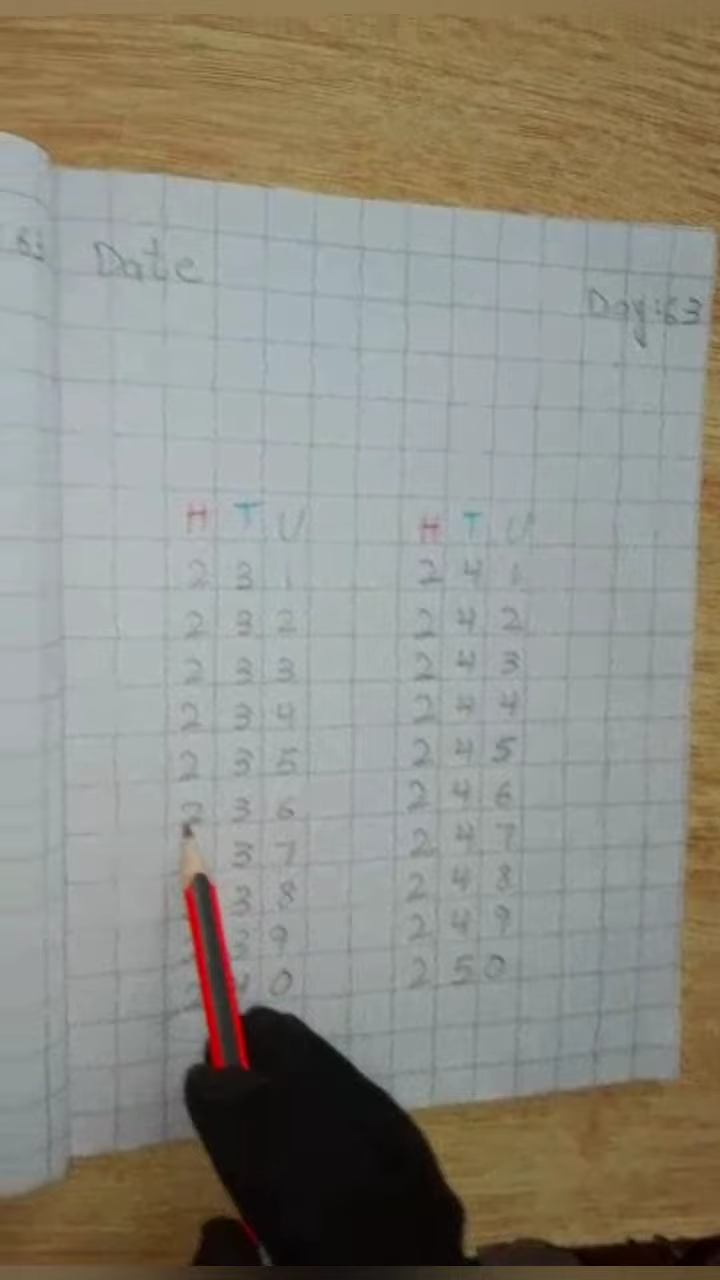 63
Date
Day:63
H T U H T U
2 3 1 2 4 1
2 3 2 2 4 2
2 3 3 2 4 3
2 3 4 2 4 4
2 3 5 2 4 5
2 3 6 2 4 6
3 7 2 4 7
3 8 2 4 8
3 9 2 4 9
2 4 0 2 5 0